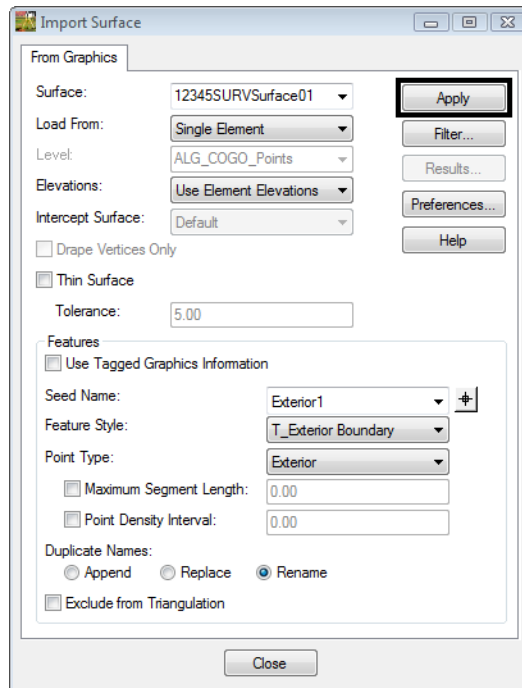 Import Surface
From Graphics
Surface: 12345SURVSurface01 Apply
Load From: Single Element Filter...
Level: ALG_COGO_Points Results...
Elevations: Use Element Elevations Preferences...
Intercept Surface: Default Help
Drape Vertices Only
Thin Surface
Tolerance: 5.00
Features
Use Tagged Graphics Information
Seed Name: Exterior1
Feature Style: T_Exterior Boundary
Point Type: Exterior
Maximum Segment Length: 0.00
Point Density Interval: 0.00
Duplicate Names:
Append Replace Rename
Exclude from Triangulation
Close